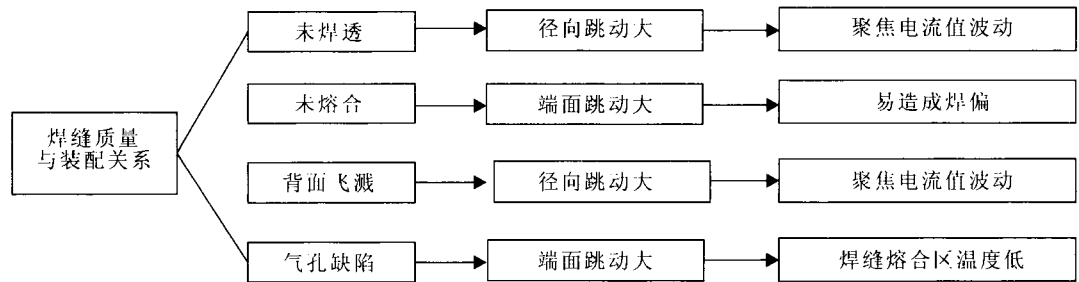 未焊透
径向跳动大
聚焦电流值波动
未熔合
端面跳动大
易造成焊偏
焊缝质量
与装配关系
背面飞溅
径向跳动大
聚焦电流值波动
气孔缺陷
端面跳动大
焊缝熔合区温度低